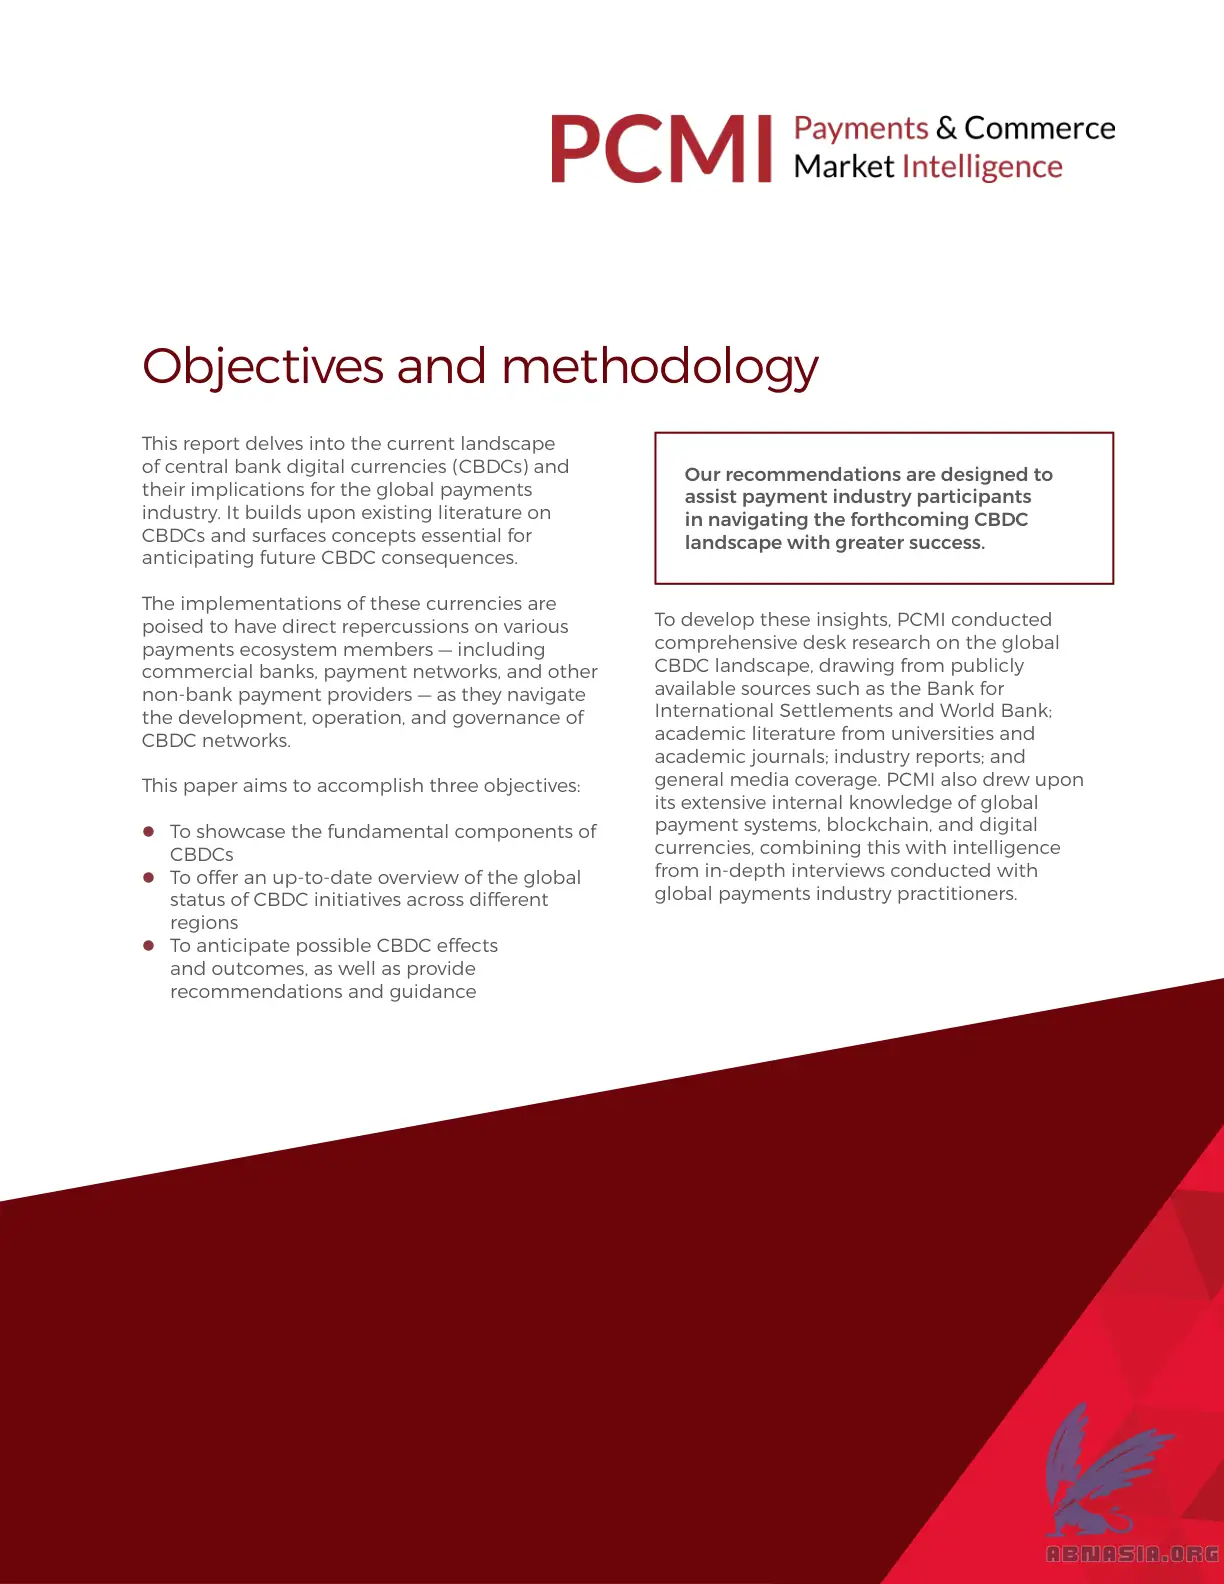 PCMI
Payments & Commerce
Market Intelligence
Objectives and methodology
This report delves into the current landscape
of central bank digital currencies (CBDCs) and
their implications for the global payments
industry. It builds upon existing literature on
CBDCs and surfaces concepts essential for
anticipating future CBDC consequences.
The implementations of these currencies are
poised to have direct repercussions on various
payments ecosystem members — including
commercial banks, payment networks, and other
non-bank payment providers — as they navigate
the development, operation, and governance of
CBDC networks.
This paper aims to accomplish three objectives:
● To showcase the fundamental components of
CBDCs
● To offer an up-to-date overview of the global
status of CBDC initiatives across different
regions
● To anticipate possible CBDC effects
and outcomes, as well as provide
recommendations and guidance
Our recommendations are designed to
assist payment industry participants
in navigating the forthcoming CBDC
landscape with greater success.
To develop these insights, PCMI conducted
comprehensive desk research on the global
CBDC landscape, drawing from publicly
available sources such as the Bank for
International Settlements and World Bank;
academic literature from universities and
academic journals; industry reports; and
general media coverage. PCMI also drew upon
its extensive internal knowledge of global
payment systems, blockchain, and digital
currencies, combining this with intelligence
from in-depth interviews conducted with
global payments industry practitioners.
ABNASIA.ORG